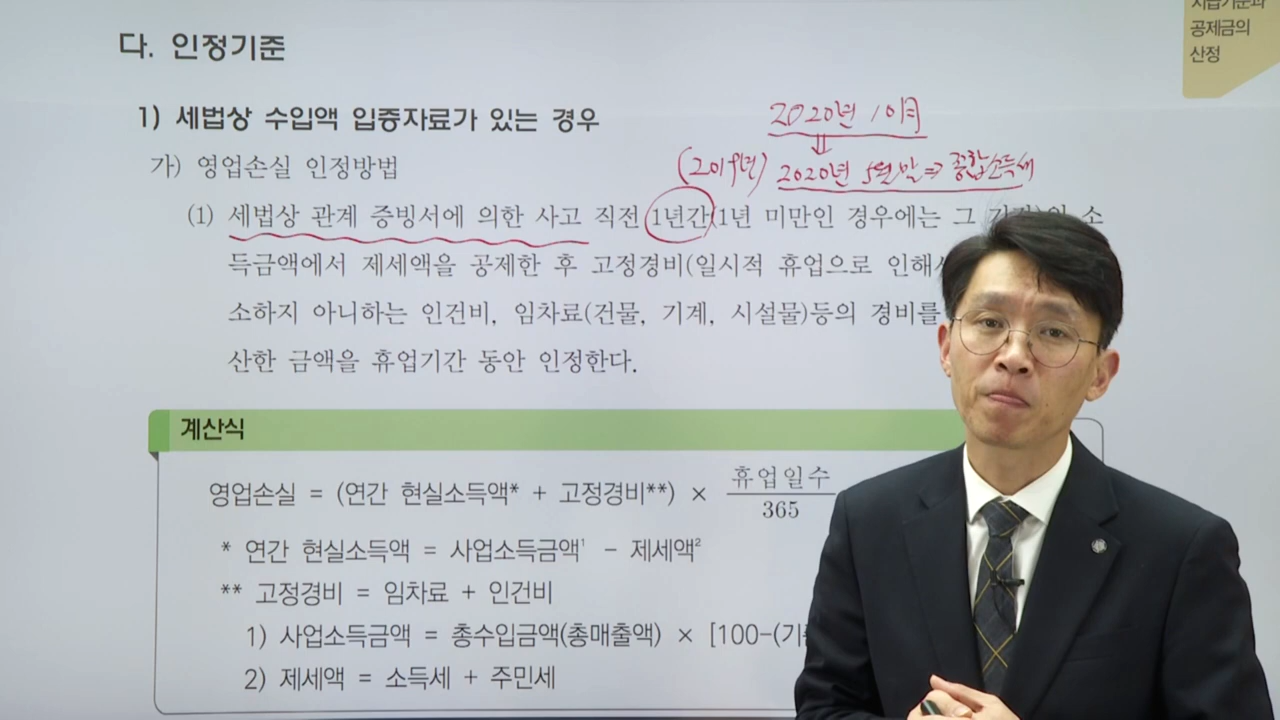 지급기준과
공제금의
산정
다. 인정기준
1) 세법상 수입액 입증자료가 있는 경우
2020년 10월
가) 영업손실 인정방법
(2019년) 2020년 5월말⇒종합소득세
(1) 세법상 관계 증빙서에 의한 사고 직전 1년간(1년 미만인 경우에는 그 소
득금액에서 제세액을 공제한 후 고정경비(일시적 휴업으로
소하지 아니하는 인건비, 임차료(건물, 기계, 시설물)등의 경비를
산한 금액을 휴업기간 동안 인정한다.
계산식
영업손실 = (연간 현실소득액* + 고정경비**) × 휴업일수
365
* 연간 현실소득액 = 사업소득금액¹ - 제세액²
** 고정경비 = 임차료 + 인건비
1) 사업소득금액 = 총수입금액(총매출액) × [100-(
2) 제세액 = 소득세 + 주민세